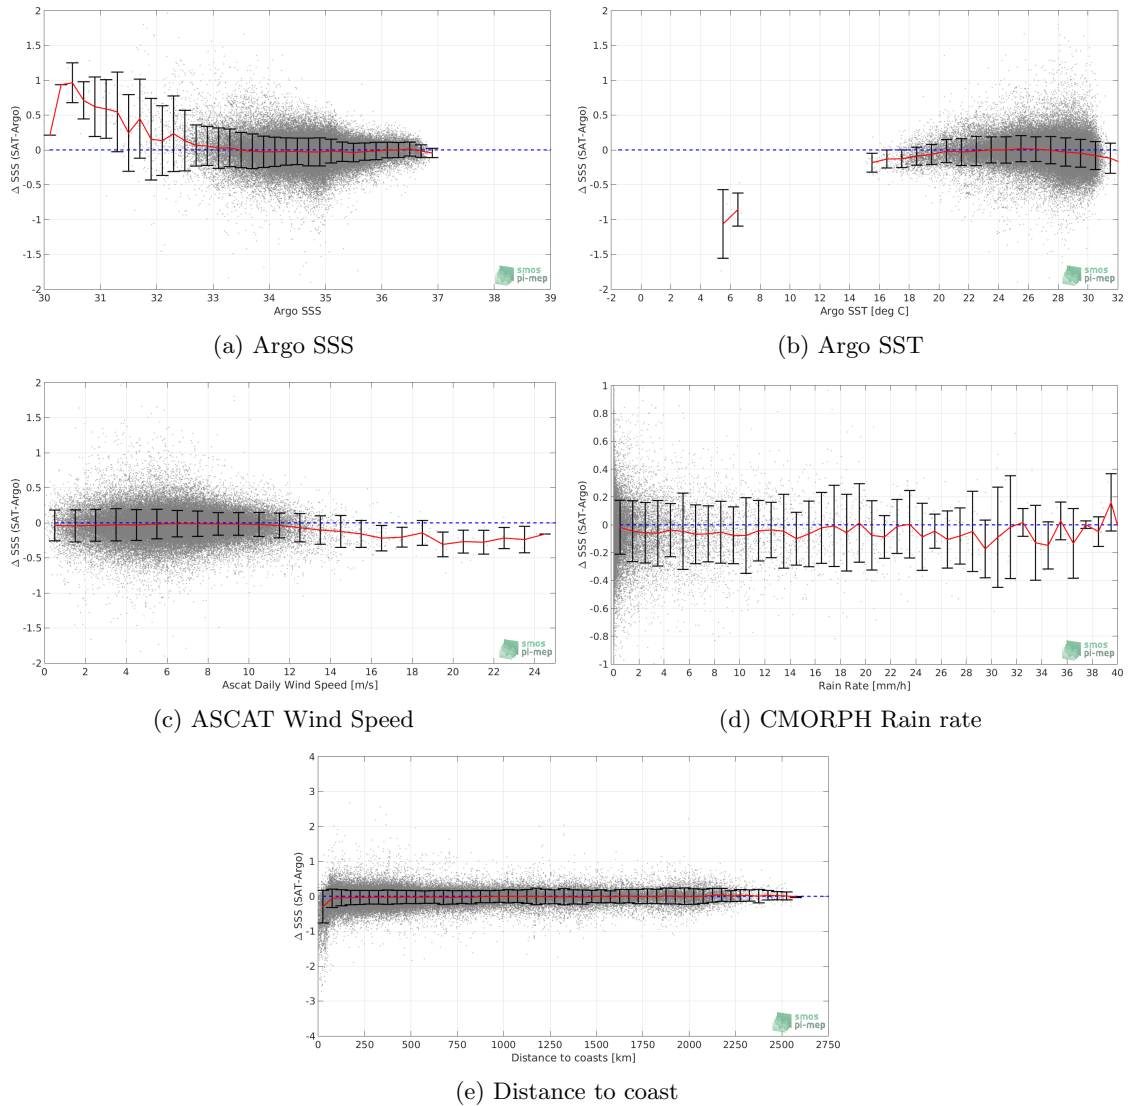 2
1.5
1
0.5
0
-0.5
-1
-1.5
-2
Δ SSS (SAT-Argo)
30 31 32 33 34 35 36 37 38 39
Argo SSS
smos
pi-mep
(a) Argo SSS
2
1.5
1
0.5
0
-0.5
-1
-1.5
-2
Δ SSS (SAT-Argo)
-2 0 2 4 6 8 10 12 14 16 18 20 22 24 26 28 30 32
Argo SST [deg C]
smos
pi-mep
(b) Argo SST
2
1.5
1
0.5
0
-0.5
-1
-1.5
-2
Δ SSS (SAT-Argo)
0 2 4 6 8 10 12 14 16 18 20 22 24
Ascat Daily Wind Speed [m/s]
smos
pi-mep
(c) ASCAT Wind Speed
1
0.8
0.6
0.4
0.2
0
-0.2
-0.4
-0.6
-0.8
-1
Δ SSS (SAT-Argo)
0 2 4 6 8 10 12 14 16 18 20 22 24 26 28 30 32 34 36 38 40
Rain Rate [mm/h]
smos
pi-mep
(d) CMORPH Rain rate
4
3
2
1
0
-1
-2
-3
-4
Δ SSS (SAT-Argo)
0 250 500 750 1000 1250 1500 1750 2000 2250 2500 2750
Distance to coasts [km]
smos
pi-mep
(e) Distance to coast